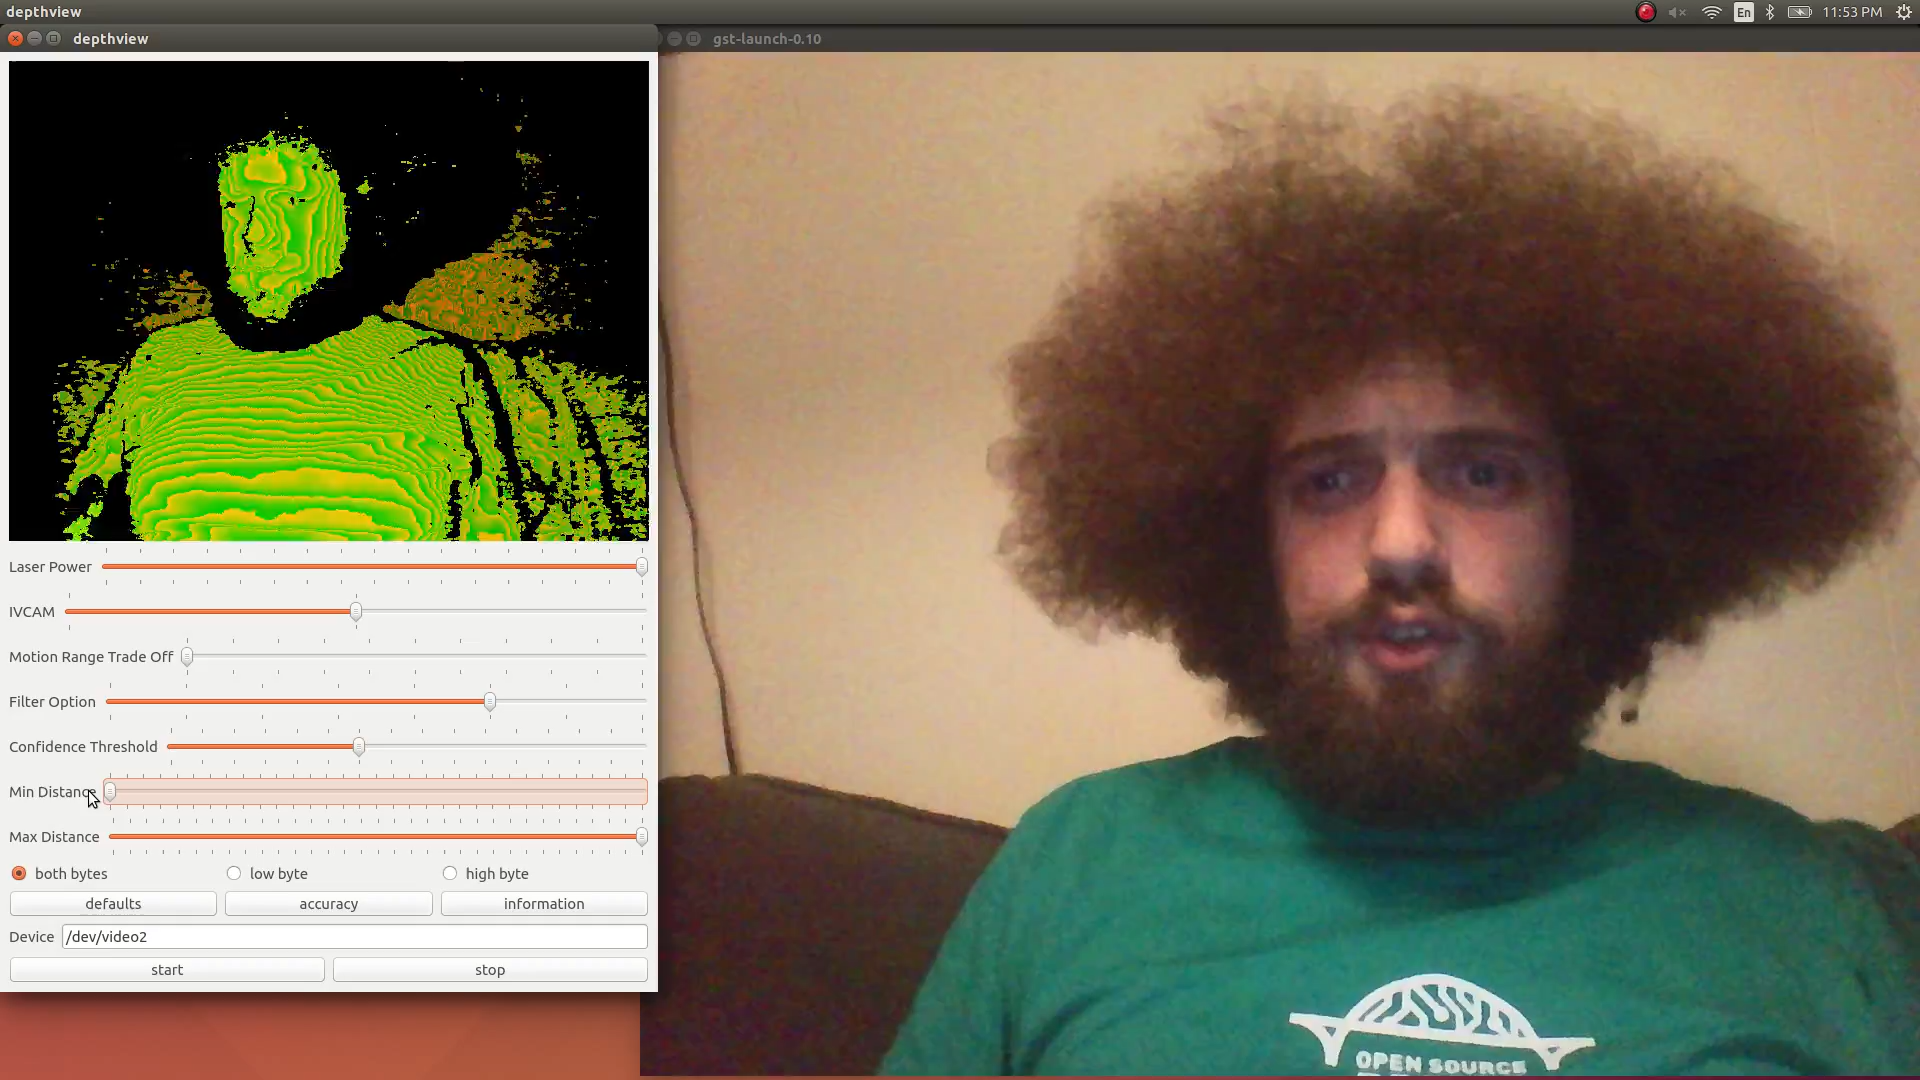 depthview
En
11:53 PM
depthview
gst-launch-0.10
Laser Power
IVCAM
Motion Range Trade Off
Filter Option
Confidence Threshold
Min Distance
Max Distance
both bytes
low byte
high byte
defaults
accuracy
information
Device
/dev/video2
start
stop
OPEN SOURCE